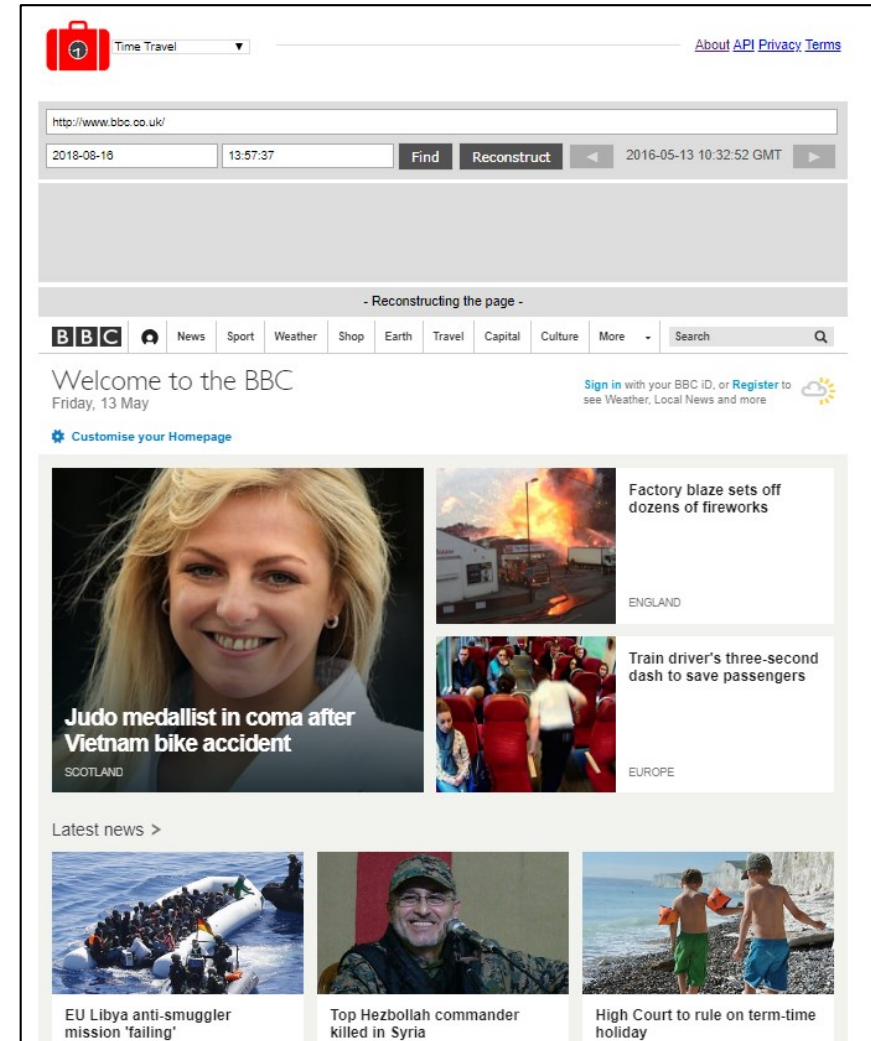 Time Travel ▼ About API Privacy Terms
http://www.bbc.co.uk/
2018-08-16 13:57:37 Find Reconstruct ◄ 2016-05-13 10:32:52 GMT ►
- Reconstructing the page -
BBC News Sport Weather Shop Earth Travel Capital Culture More Search
Welcome to the BBC
Friday, 13 May
Sign in with your BBC iD, or Register to
see Weather, Local News and more
Customise your Homepage
Judo medallist in coma after
Vietnam bike accident
SCOTLAND
Factory blaze sets off
dozens of fireworks
ENGLAND
Train driver's three-second
dash to save passengers
EUROPE
Latest news >
EU Libya anti-smuggler
mission 'failing'
Top Hezbollah commander
killed in Syria
High Court to rule on term-time
holiday